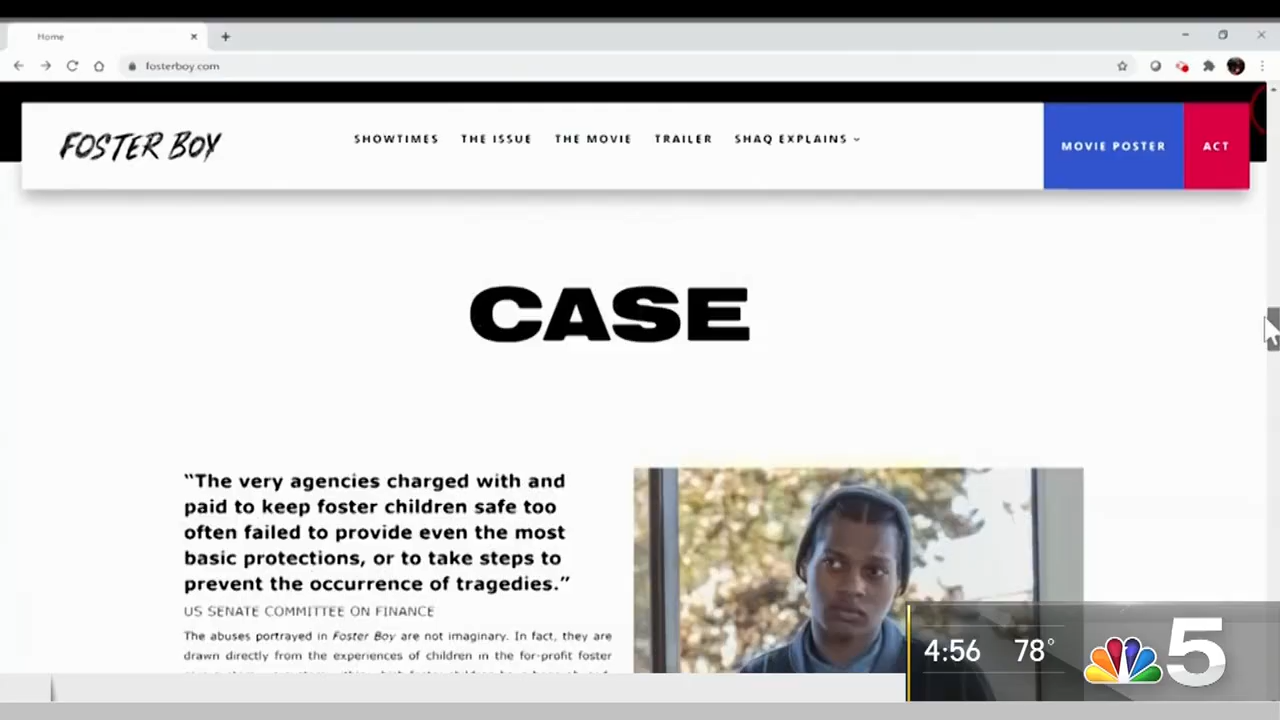 Home
fosterboy.com
FOSTER BOY
SHOWTIMES THE ISSUE THE MOVIE TRAILER SHAQ EXPLAINS
MOVIE POSTER
ACT
CASE
“The very agencies charged with and
paid to keep foster children safe too
often failed to provide even the most
basic protections, or to take steps to
prevent the occurrence of tragedies.”
US SENATE COMMITTEE ON FINANCE
The abuses portrayed in Foster Boy are not imaginary. In fact, they are
drawn directly from the experiences of children in the for-profit foster
4:56 78°
5